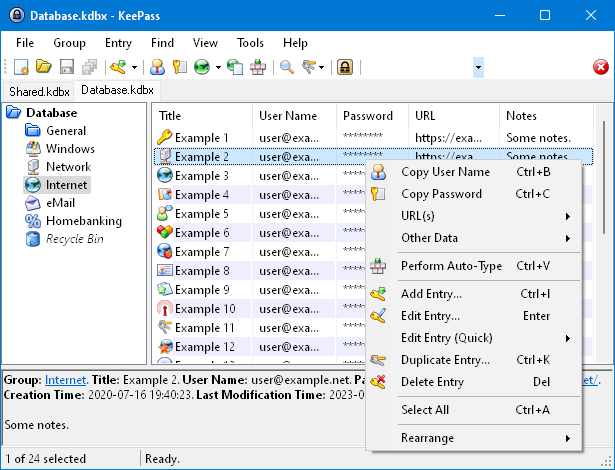 Database.kdbx - KeePass
File Group Entry Find View Tools Help
Shared.kdbx Database.kdbx
Database
General
Windows
Network
Internet
eMail
Homebanking
Recycle Bin
Title User Name Password URL Notes
Example 1 user@exa... ******** https://exa... Some notes.
Example 2 user@exa... ******** https://exa... Some notes.
Example 3 user@exa... ********
Example 4 user@exa... ********
Example 5 user@exa... ********
Example 6 user@exa... ********
Example 7 user@exa... ********
Example 8 user@exa... ********
Example 9 user@exa... ********
Example 10 user@exa... ********
Example 11 user@exa... ********
Example 12 user@exa... ********
Copy User Name Ctrl+B
Copy Password Ctrl+C
URL(s)
Other Data
Perform Auto-Type Ctrl+V
Add Entry... Ctrl+I
Edit Entry... Enter
Edit Entry (Quick)
Duplicate Entry... Ctrl+K
Delete Entry Del
Select All Ctrl+A
Rearrange
Group: Internet. Title: Example 2. User Name: user@example.net. Pa
Creation Time: 2020-07-16 19:40:23. Last Modification Time: 2023-0
Some notes.
1 of 24 selected Ready.